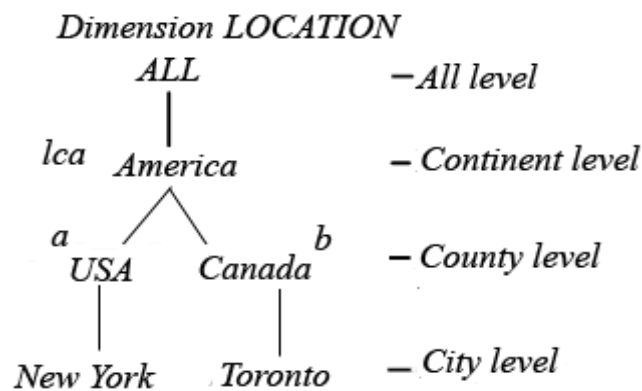 Dimension LOCATION
ALL – All level
lca America – Continent level
a b
USA Canada – County level
New York Toronto – City level